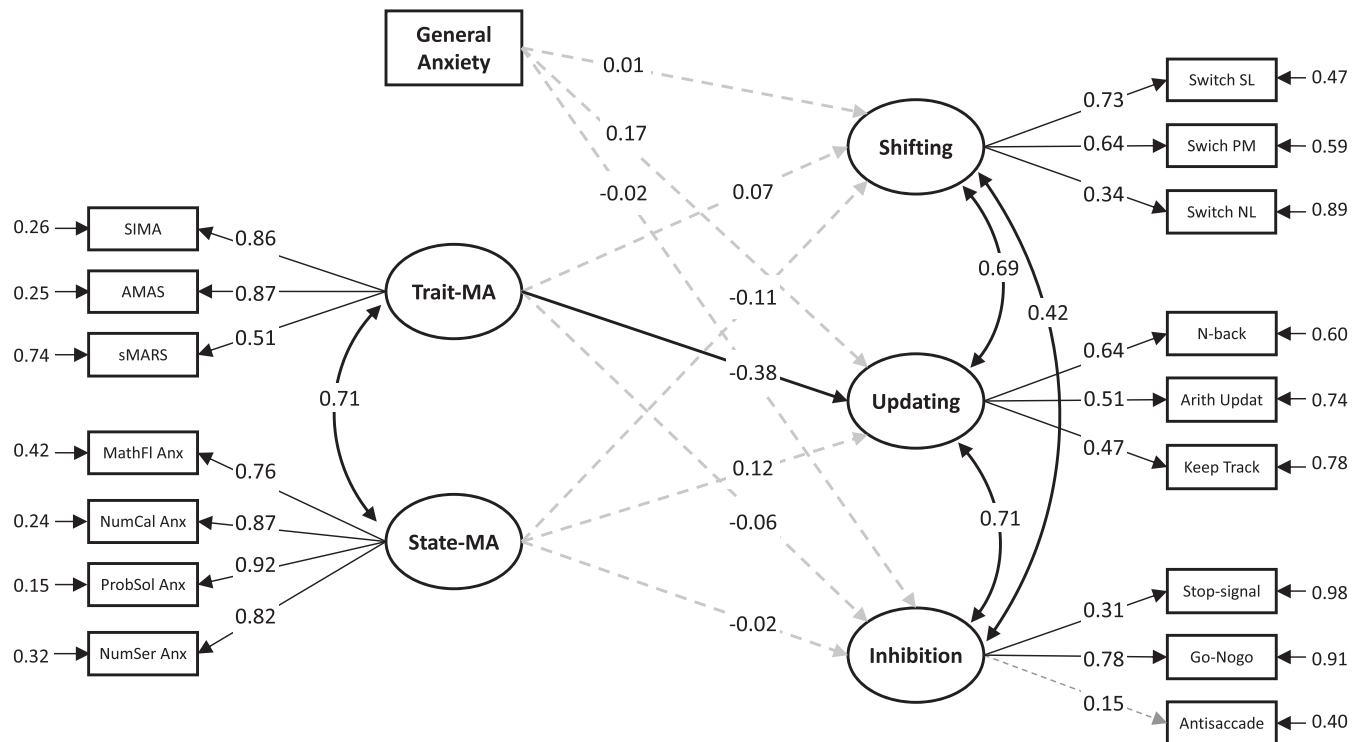 General
Anxiety
0.01
0.17
-0.02
0.07
-0.11
-0.38
0.12
-0.06
-0.02
0.26
SIMA
0.86
0.25
AMAS
0.87
0.74
sMARS
0.51
Trait-MA
0.71
0.42
MathFl Anx
0.76
0.24
NumCal Anx
0.87
0.15
ProbSol Anx
0.92
0.32
NumSer Anx
0.82
State-MA
Shifting
0.73
Switch SL
0.47
0.64
Swich PM
0.59
0.34
Switch NL
0.89
0.69
0.42
Updating
0.64
N-back
0.60
0.51
Arith Updat
0.74
0.47
Keep Track
0.78
0.71
Inhibition
0.31
Stop-signal
0.98
0.78
Go-Nogo
0.91
0.15
Antisaccade
0.40